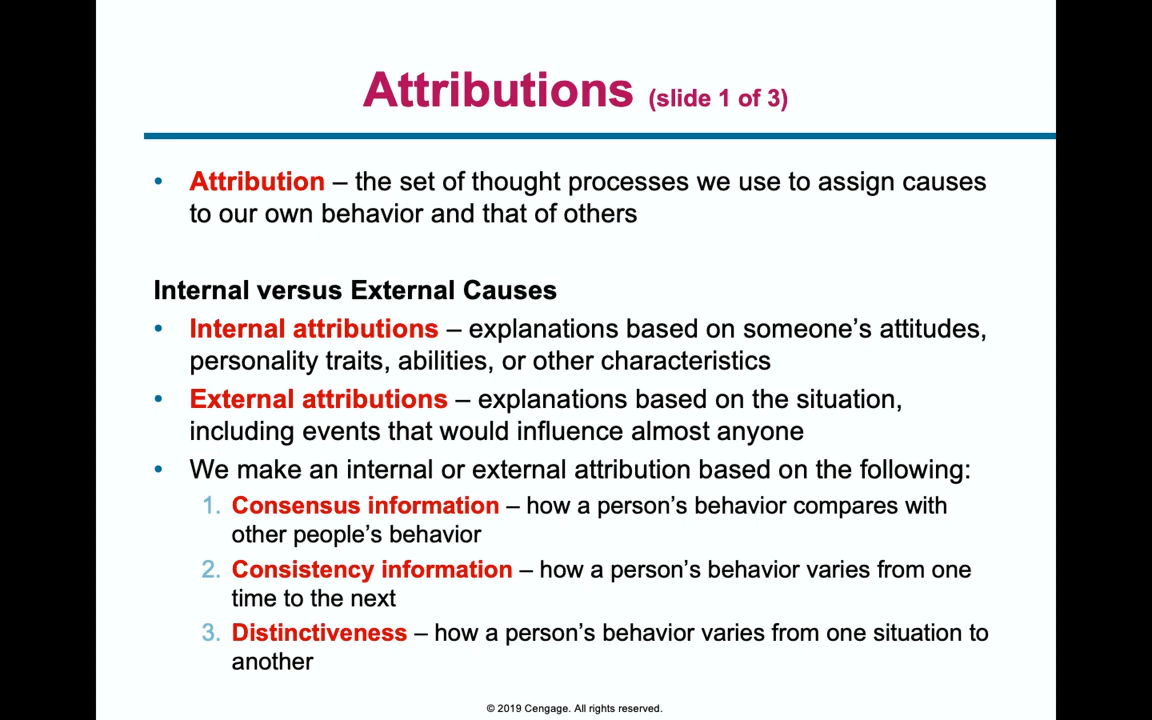 Attributions (slide 1 of 3)
• Attribution – the set of thought processes we use to assign causes
to our own behavior and that of others
Internal versus External Causes
• Internal attributions – explanations based on someone’s attitudes,
personality traits, abilities, or other characteristics
• External attributions – explanations based on the situation,
including events that would influence almost anyone
• We make an internal or external attribution based on the following:
1. Consensus information – how a person’s behavior compares with
other people’s behavior
2. Consistency information – how a person’s behavior varies from one
time to the next
3. Distinctiveness – how a person’s behavior varies from one situation to
another
© 2019 Cengage. All rights reserved.